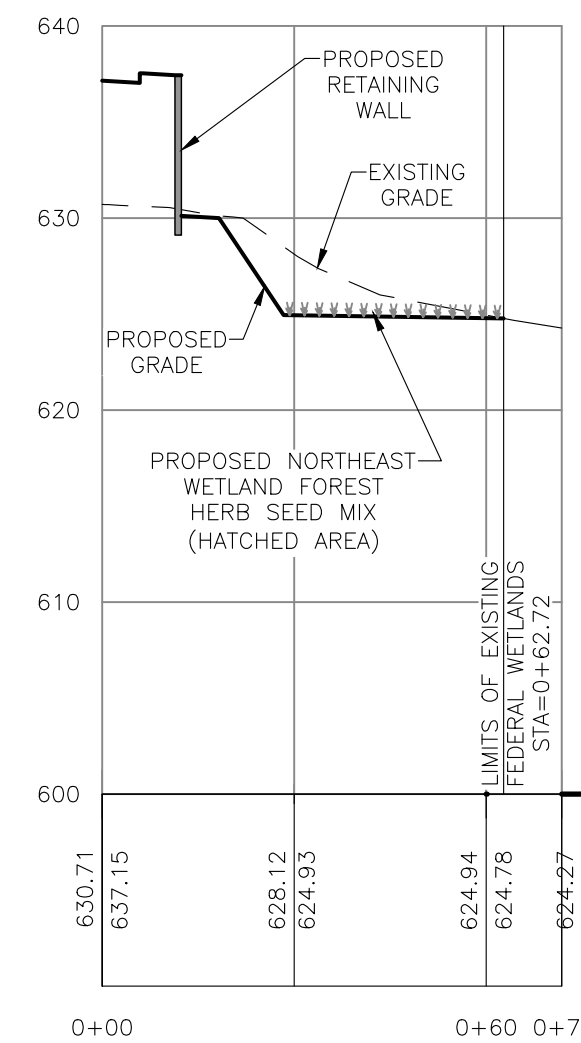 640
630
620
610
600
PROPOSED
RETAINING
WALL
EXISTING
GRADE
PROPOSED
GRADE
PROPOSED NORTHEAST
WETLAND FOREST
HERB SEED MIX
(HATCHED AREA)
LIMITS OF EXISTING
FEDERAL WETLANDS
STA=0+62.72
630.71
637.15
628.12
624.93
624.94
624.78
624.27
0+00
0+60
0+7